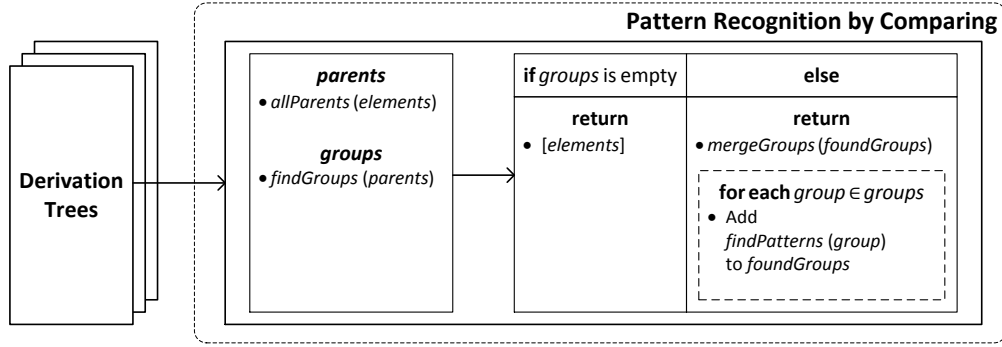 Pattern Recognition by Comparing
Derivation
Trees
parents
• allParents (elements)
groups
• findGroups (parents)
if groups is empty
return
• [elements]
else
return
• mergeGroups (foundGroups)
for each group ∈ groups
• Add
findPatterns (group)
to foundGroups